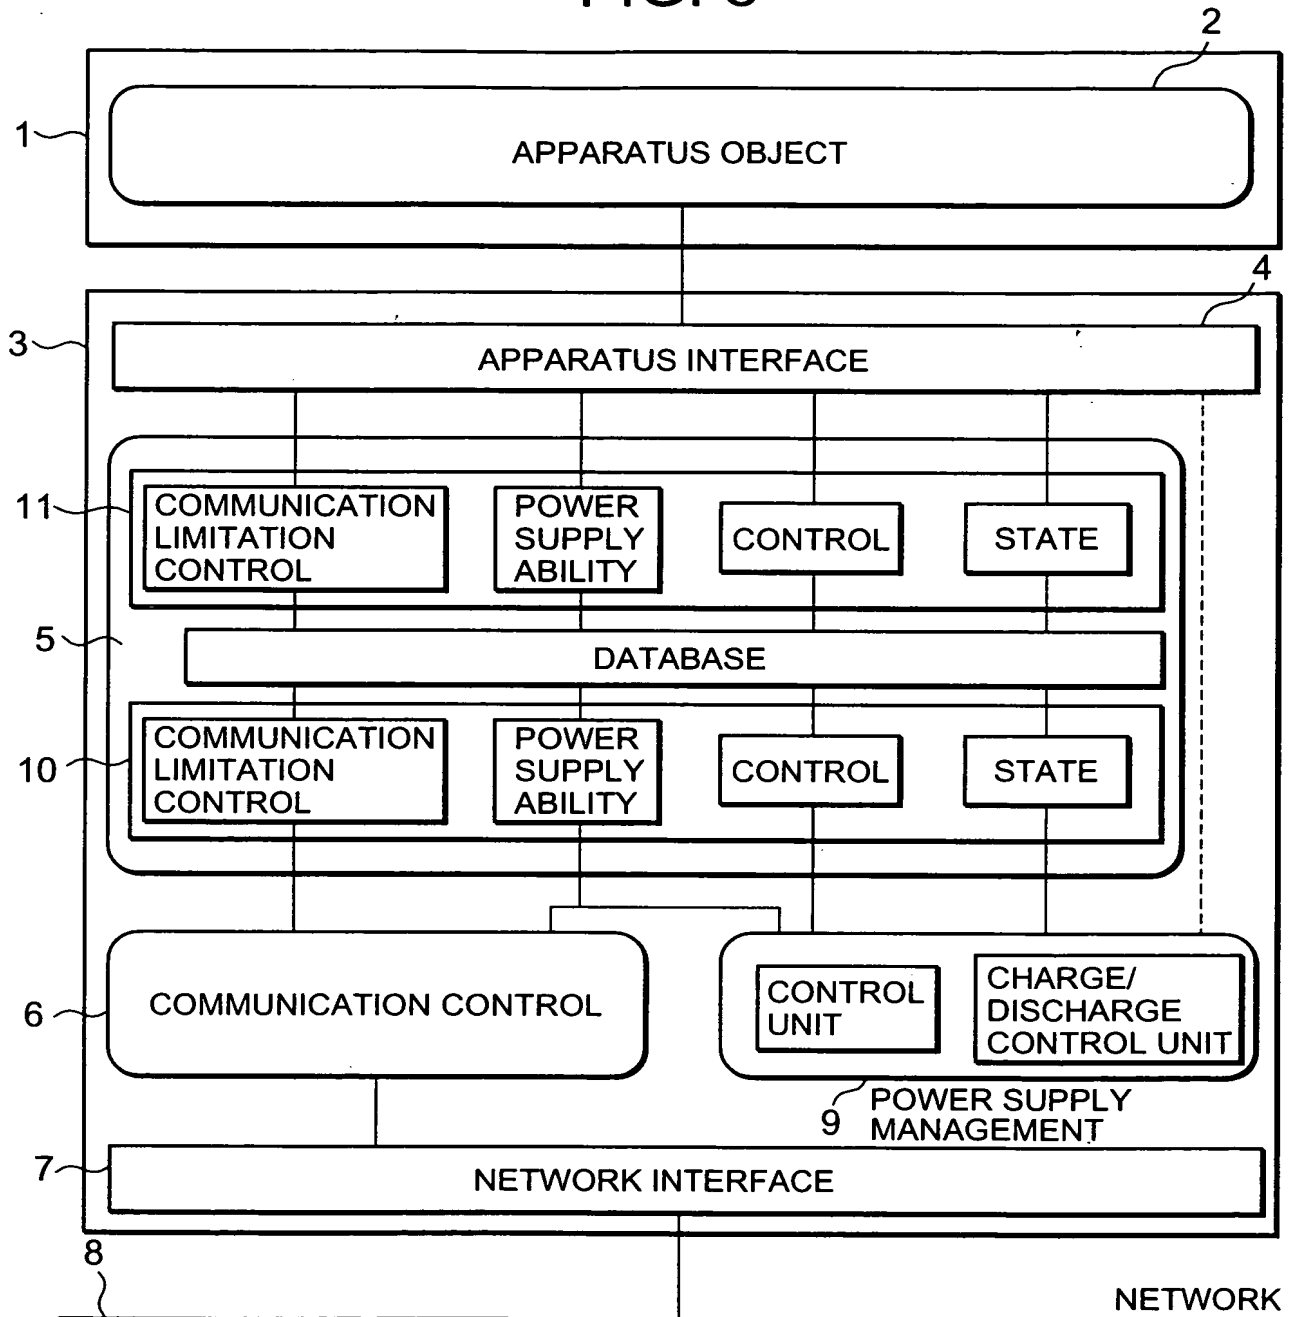 2
1
APPARATUS OBJECT
4
3
APPARATUS INTERFACE
11
COMMUNICATION
LIMITATION
CONTROL
POWER
SUPPLY
ABILITY
CONTROL
STATE
5
DATABASE
10
COMMUNICATION
LIMITATION
CONTROL
POWER
SUPPLY
ABILITY
CONTROL
STATE
6
COMMUNICATION CONTROL
CONTROL
UNIT
CHARGE/
DISCHARGE
CONTROL UNIT
9
POWER SUPPLY
MANAGEMENT
7
NETWORK INTERFACE
8
NETWORK